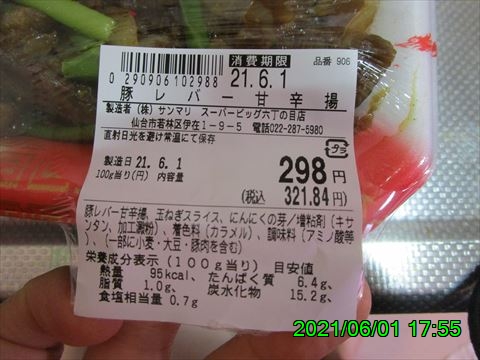 消費期限 品番 906
0 290906 102988 21.6.1
豚レバー甘辛揚
製造者 (株) サンマリ スーパービッグ六丁の目店
仙台市若林区伊在1-9-5 電話022-287-5980
直射日光を避け常温にて保存
プラ
製造日 21.6.1
100g当り(円) 内容量
298円
(税込 321.84円)
豚レバー甘辛揚、玉ねぎスライス、にんにくの芽/増粘剤(キサ
ンタン、加工澱粉)、着色料(カラメル)、調味料(アミノ酸等
)、(一部に小麦・大豆・豚肉を含む)
栄養成分表示(100g当り) 目安値
熱量 95kcal、たんぱく質 6.4g、
脂質 1.0g、炭水化物 15.2g、
食塩相当量 0.7g
2021/06/01 17:55